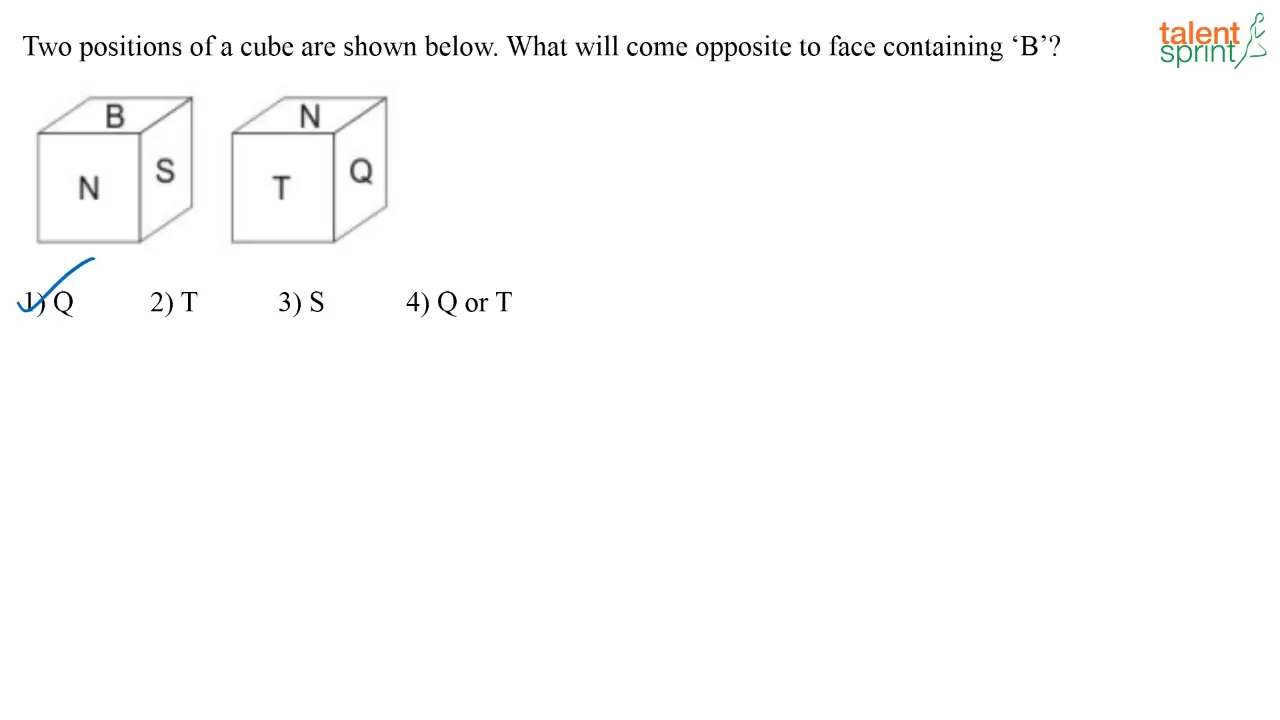 Two positions of a cube are shown below. What will come opposite to face containing ‘B’?
talent
sprint
B
N
S
N
T
Q
1) Q 2) T 3) S 4) Q or T